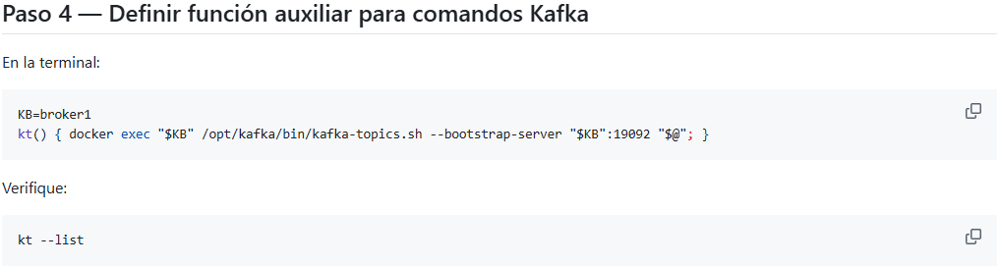 Paso 4 — Definir función auxiliar para comandos Kafka
En la terminal:
KB=broker1
kt() { docker exec "$KB" /opt/kafka/bin/kafka-topics.sh --bootstrap-server "$KB":19092 "$@"; }
Verifique:
kt --list